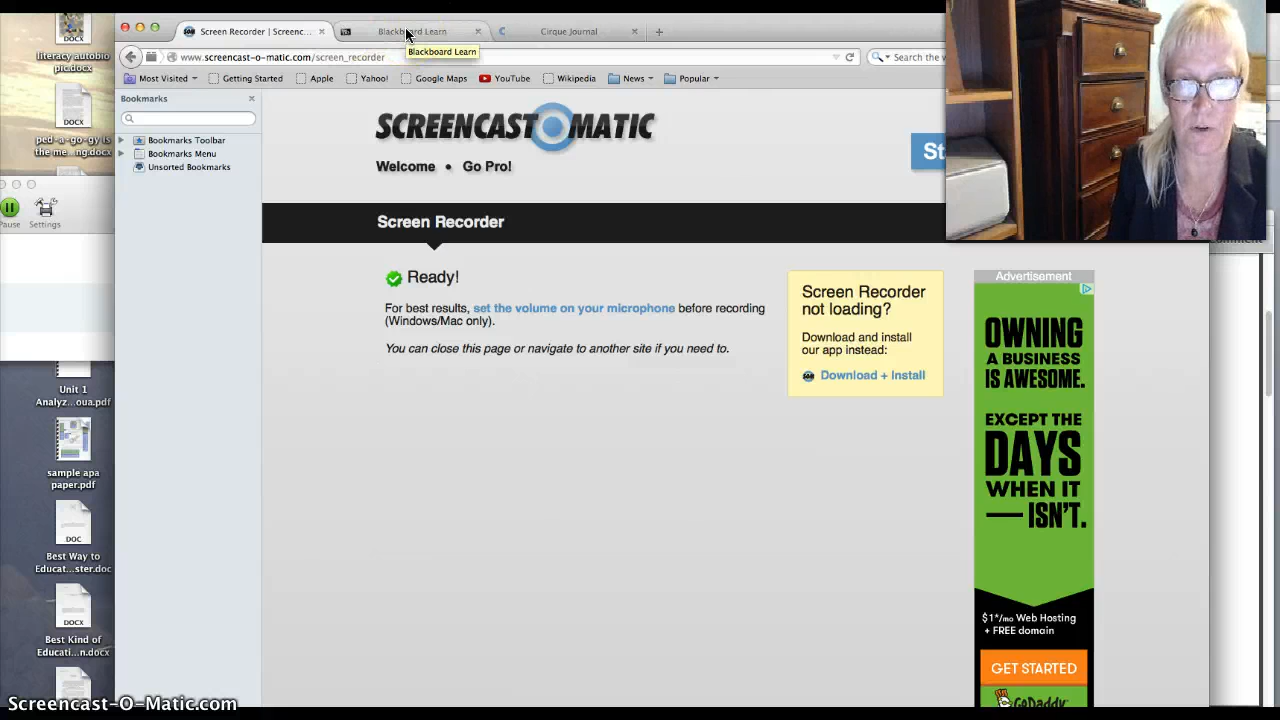 Screen Recorder | Screenc...
Blackboard Learn
Cirque Journal
Blackboard Learn
www.screencast-o-matic.com/screen_recorder
Search the w
Most Visited
Getting Started
Apple
Yahoo!
Google Maps
YouTube
Wikipedia
News
Popular
Bookmarks
Bookmarks Toolbar
Bookmarks Menu
Unsorted Bookmarks
literacy autobio
pic.docx
DOCX
ped-a-go-gy is
the me...ng.docx
Pause
Settings
Unit 1
Analyz...oua.pdf
sample apa
paper.pdf
DOC
Best Way to
Educat...ster.doc
DOCX
Best Kind of
Educati...n.docx
SCREENCAST O MATIC
Welcome • Go Pro!
St
Screen Recorder
Ready!
For best results, set the volume on your microphone before recording
(Windows/Mac only).
You can close this page or navigate to another site if you need to.
Screen Recorder
not loading?
Download and install
our app instead:
Download + Install
Advertisement
OWNING
A BUSINESS
IS AWESOME.
EXCEPT THE
DAYS
WHEN IT
— ISN'T.
$1*/mo Web Hosting
+ FREE domain
GET STARTED
GoDaddy
Screencast-O-Matic.com